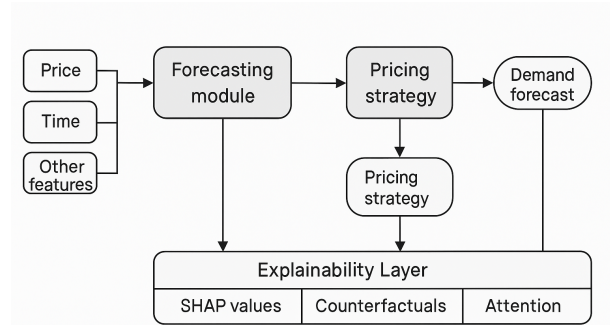 Price
Time
Other
features
Forecasting
module
Pricing
strategy
Demand
forecast
Pricing
strategy
Explainability Layer
SHAP values
Counterfactuals
Attention